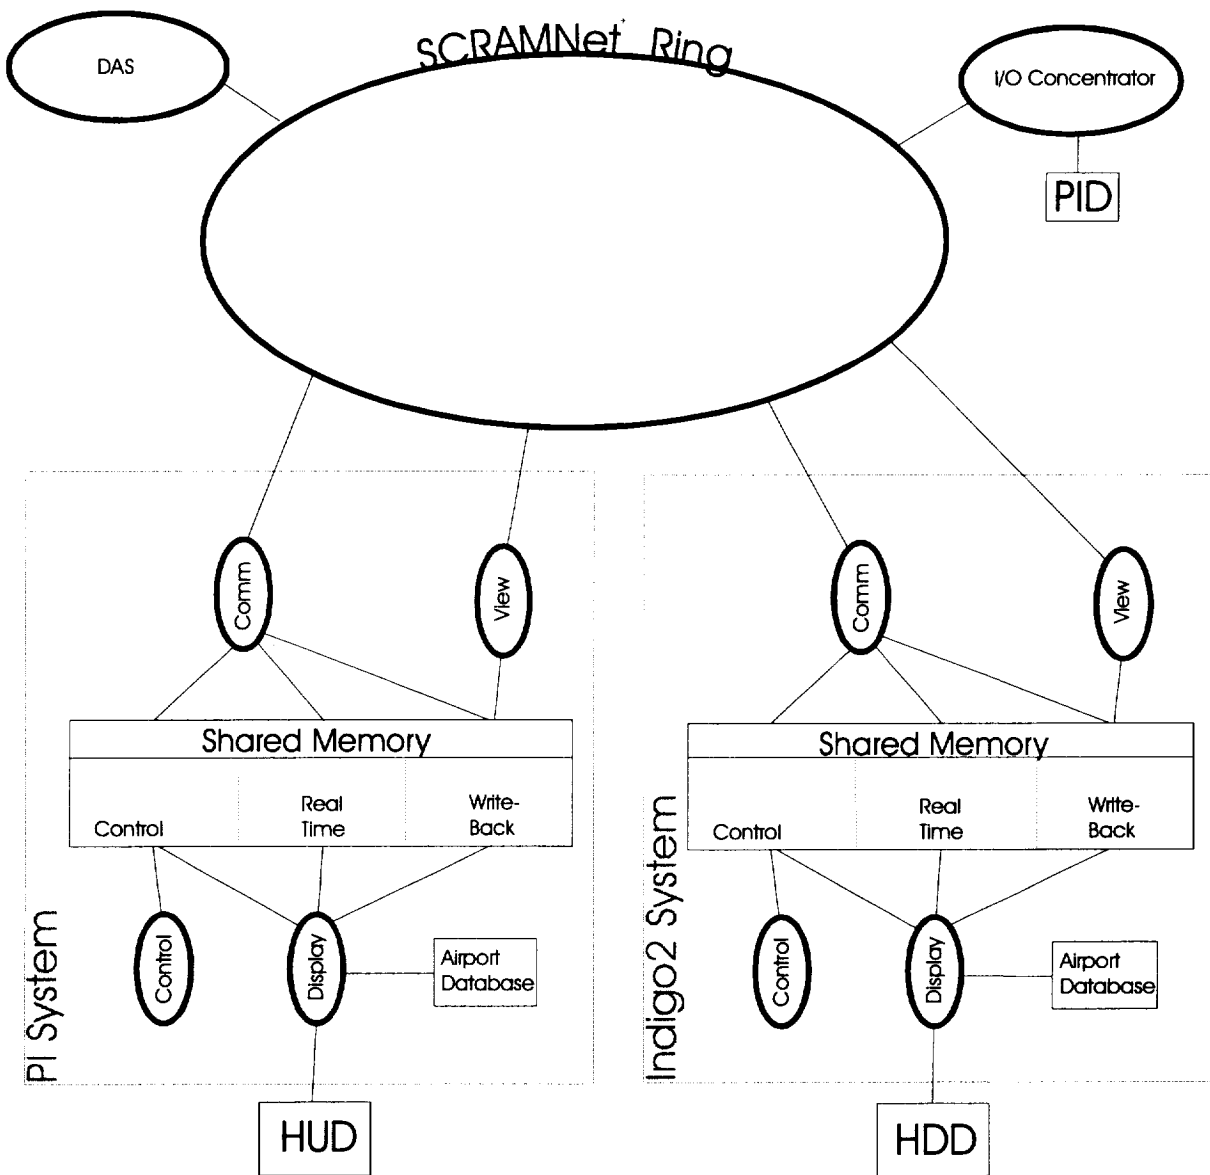 SCRAMNet+ Ring
DAS
I/O Concentrator
PID
Comm
View
Comm
View
Shared Memory
Control
Real
Time
Write-
Back
Shared Memory
Control
Real
Time
Write-
Back
PI System
Control
Display
Airport
Database
HUD
Indigo2 System
Control
Display
Airport
Database
HDD